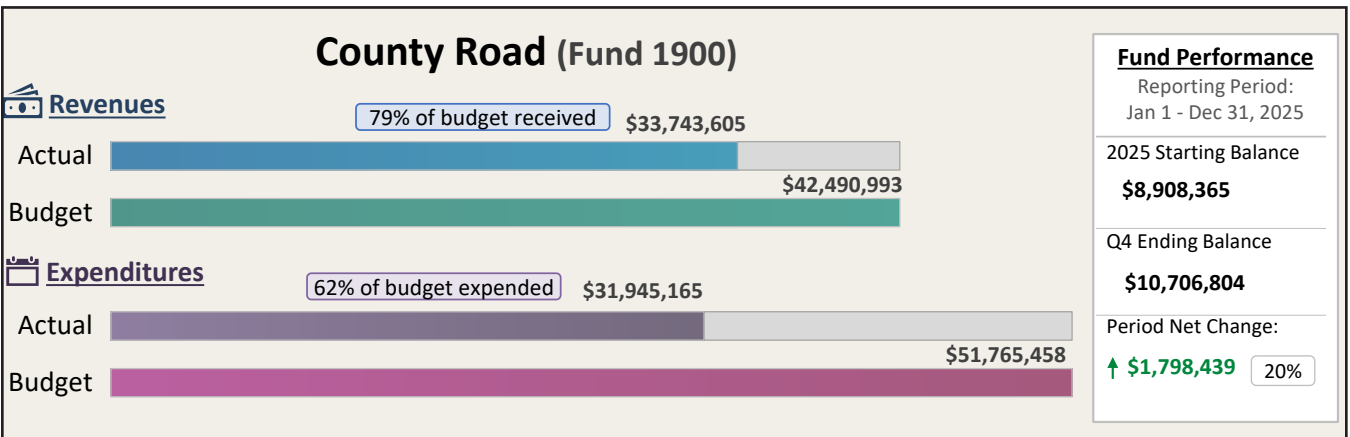 County Road (Fund 1900)
Revenues
79% of budget received $33,743,605
Actual
$42,490,993
Budget
Expenditures
62% of budget expended $31,945,165
Actual
$51,765,458
Budget
Fund Performance
Reporting Period:
Jan 1 - Dec 31, 2025
2025 Starting Balance
$8,908,365
Q4 Ending Balance
$10,706,804
Period Net Change:
$1,798,439 20%